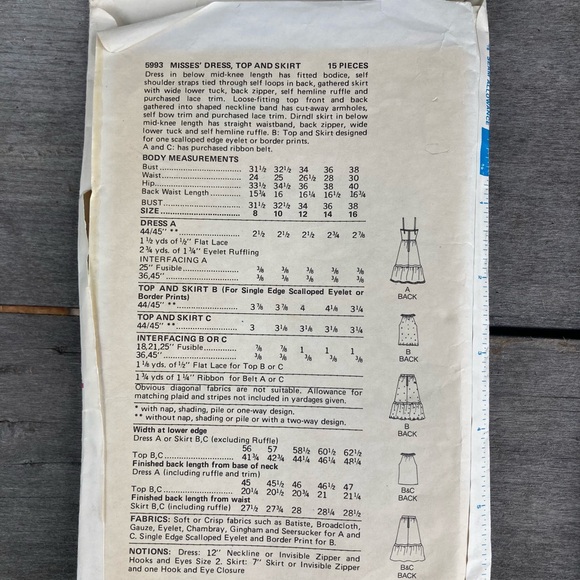 5993 MISSES' DRESS, TOP AND SKIRT 15 PIECES
Dress in below mid-knee length has fitted bodice, self
shoulder straps tied through self loops in back, gathered skirt
with wide lower tuck, back zipper, self hemline ruffle and
purchased lace trim. Loose-fitting top front and back
gathered into shaped neckline band has cut-away armholes,
self bow trim and purchased lace trim. Dirndl skirt in below
mid-knee length has straight waistband, back zipper, wide
lower tuck and self hemline ruffle. B: Top and Skirt designed
for one scalloped edge eyelet or border prints.
A and C: has purchased ribbon belt.
BODY MEASUREMENTS
Bust 31½ 32½ 34 36 38
Waist 24 25 26½ 28 30
Hip 33½ 34½ 36 38 40
Back Waist Length 15¾ 16 16¼ 16½ 16¾
BUST 31½ 32½ 34 36 38
SIZE 8 10 12 14 16
DRESS A
44/45" ** 2½ 2½ 2½ 2¾ 2⅞
1½ yds of ½" Flat Lace
2¾ yds. of 1¾" Eyelet Ruffling
INTERFACING A
25" Fusible ⅜ ⅜ ⅜ ⅜ ⅜
36,45" ⅜ ⅜ ⅜ ⅜ ⅜
TOP AND SKIRT B (For Single Edge Scalloped Eyelet or
Border Prints)
44/45" ** 3⅞ 3⅞ 4 4⅛ 3¼
TOP AND SKIRT C
44/45" ** 3 3⅛ 3⅛ 3⅛ 3¼
INTERFACING B OR C
18,21,25" Fusible ⅞ ⅞ 1 1 1
36,45" ⅜ ⅜ ⅜ ⅜ ⅜
1⅛ yds. of ½" Flat Lace for Top B or C
1¾ yds of 1¼" Ribbon for Belt A or C
Obvious diagonal fabrics are not suitable. Allowance for
matching plaid and stripes not included in yardages given.
* with nap, shading, pile or one-way design.
** without nap, shading or pile or with a two-way design.
Width at lower edge
Dress A or Skirt B,C (excluding Ruffle)
56 57 58½ 60½ 62½
Top B,C 41¾ 42¾ 44¼ 46¼ 48¼
Finished back length from base of neck
Dress A (including ruffle and trim)
45 45½ 46 46½ 47
Top B,C 20¼ 20½ 20¾ 21 21¼
Finished back length from waist
Skirt B,C (including ruffle) 27½ 27¾ 28 28¼ 28½
FABRICS: Soft or Crisp fabrics such as Batiste, Broadcloth,
Gauze, Eyelet, Chambray, Gingham and Seersucker for A and
C. Single Edge Scalloped Eyelet and Border Print for B.
NOTIONS: Dress: 12" Neckline or Invisible Zipper and
Hooks and Eyes Size 2. Skirt: 7" Skirt or Invisible Zipper
and one Hook and Eye Closure
A
BACK
B
BACK
B
BACK
B&C
BACK
B&C
BACK